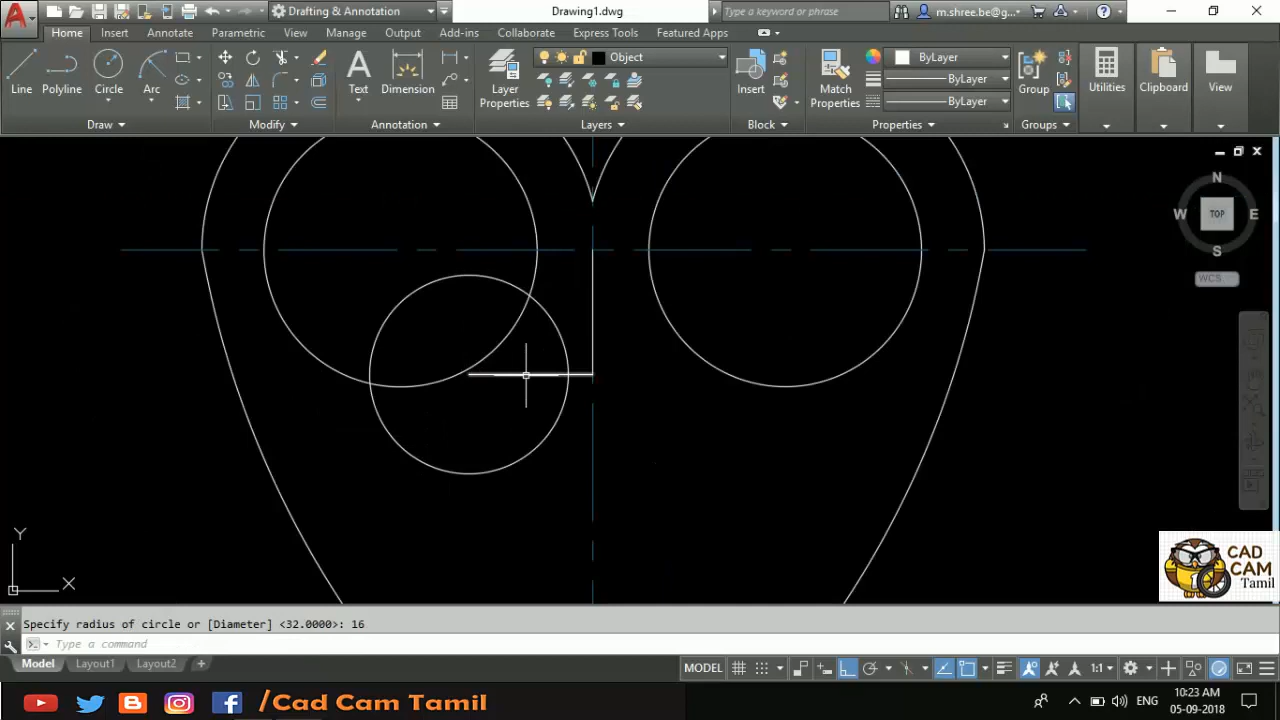 Drafting & Annotation
Drawing1.dwg
Type a keyword or phrase
m.shree.be@g...
Home
Insert
Annotate
Parametric
View
Manage
Output
Add-ins
Collaborate
Express Tools
Featured Apps
Line
Polyline
Circle
Arc
Text
Dimension
Layer
Properties
Object
Insert
Match
Properties
ByLayer
ByLayer
ByLayer
Group
Utilities
Clipboard
View
Draw
Modify
Annotation
Layers
Block
Properties
Groups
N
W
TOP
E
S
WCS
Y
X
CAD
CAM
Tamil
Specify radius of circle or [Diameter] <32.0000>: 16
Type a command
Model
Layout1
Layout2
MODEL
1:1
/Cad Cam Tamil
ENG
10:23 AM
05-09-2018